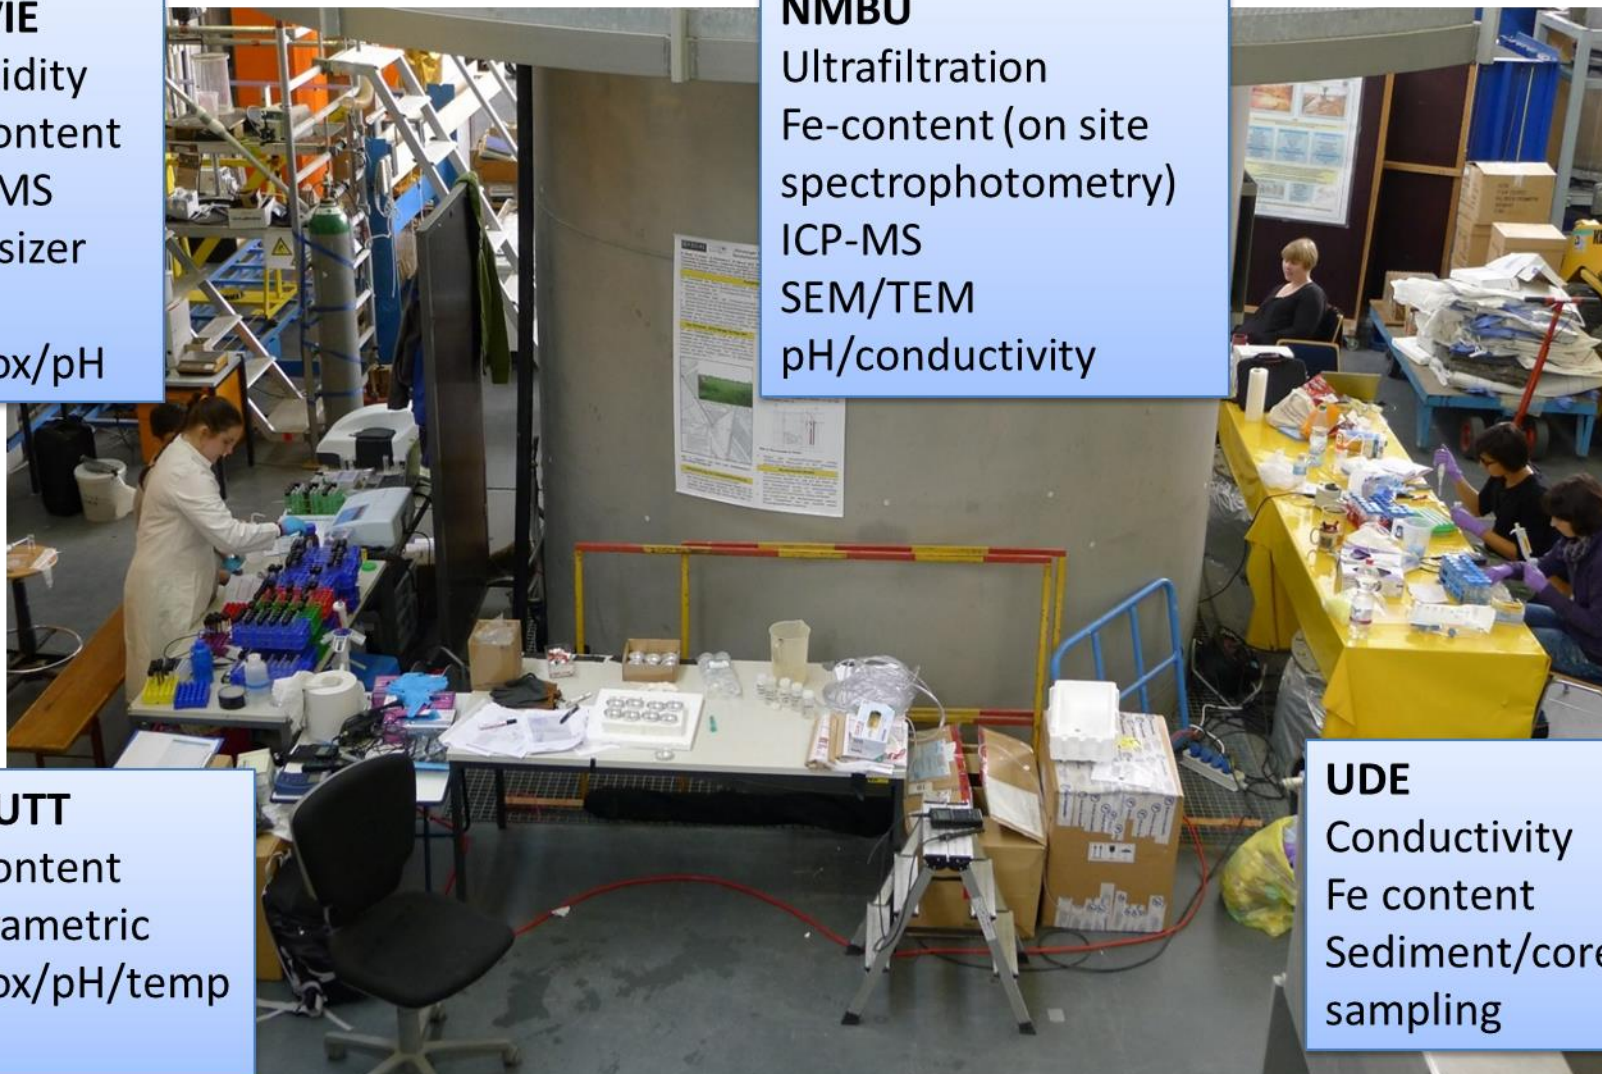 VIE
idity
ontent
MS
sizer
ox/pH
NMBU
Ultrafiltration
Fe-content (on site
spectrophotometry)
ICP-MS
SEM/TEM
pH/conductivity
UTT
ontent
ametric
ox/pH/temp
UDE
Conductivity
Fe content
Sediment/core
sampling